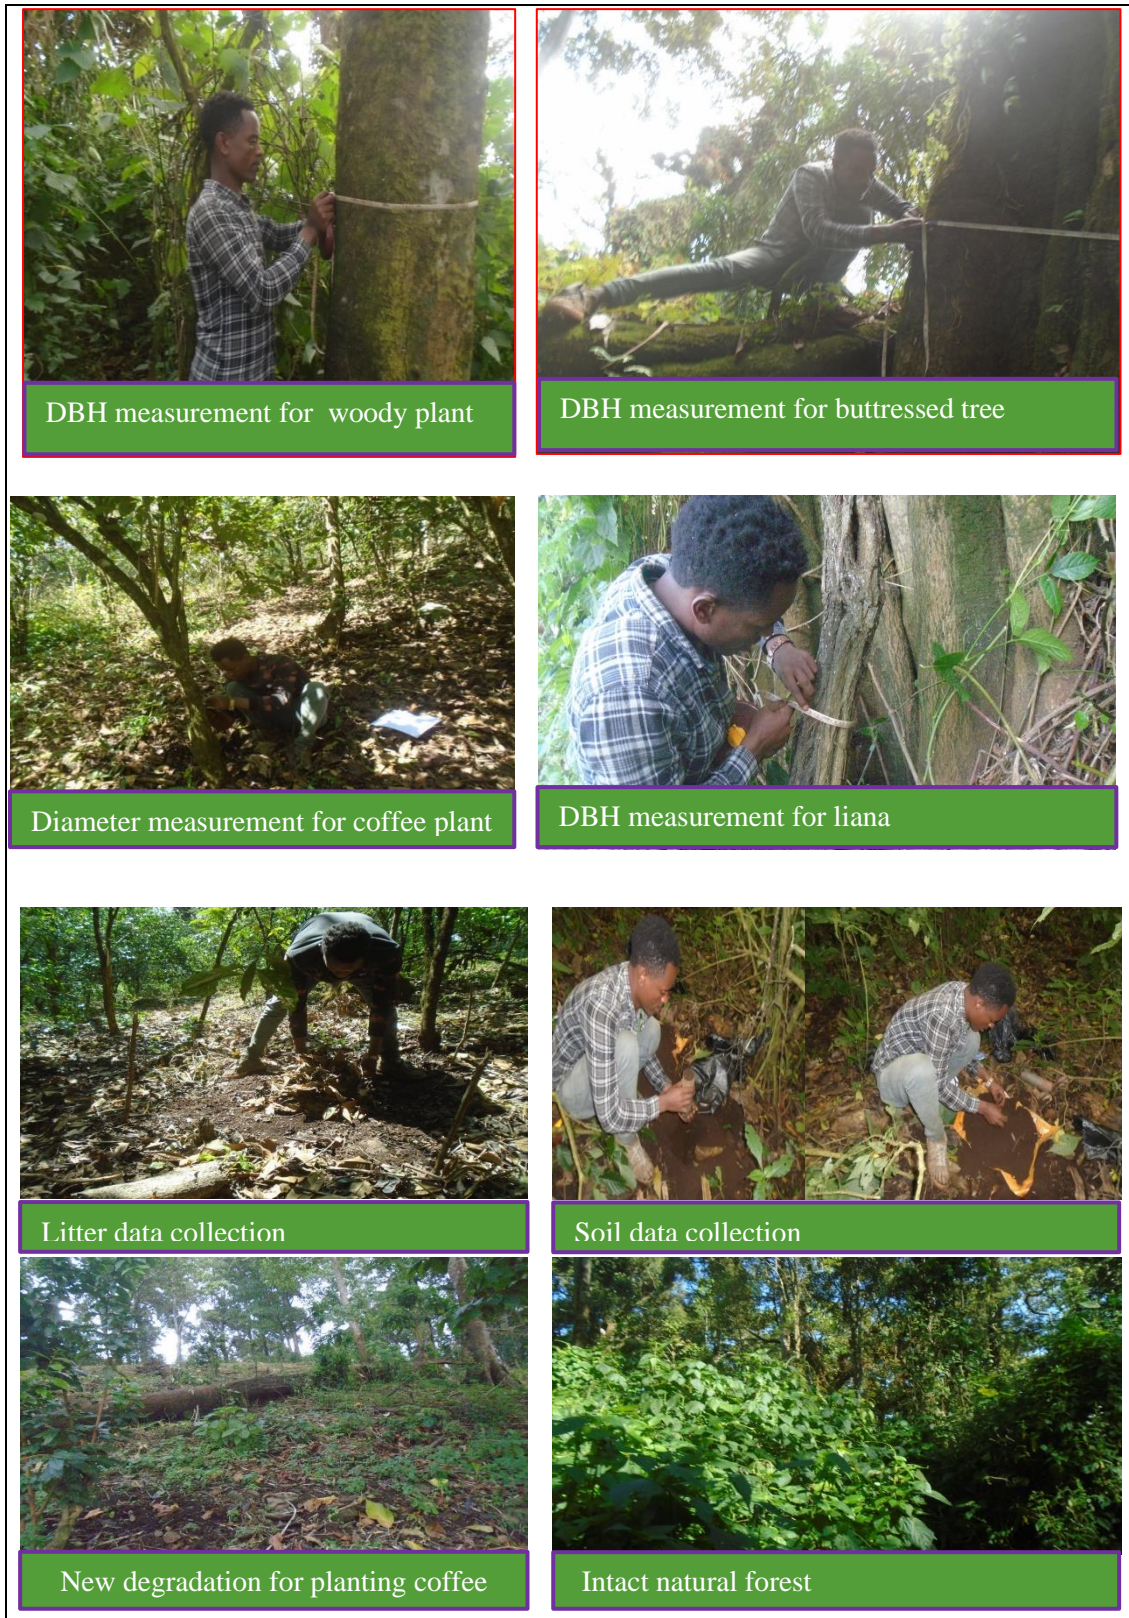 DBH measurement for  woody plant
DBH measurement for buttressed tree
Diameter measurement for coffee plant
DBH measurement for liana
Litter data collection
Soil data collection
New degradation for planting coffee
Intact natural forest